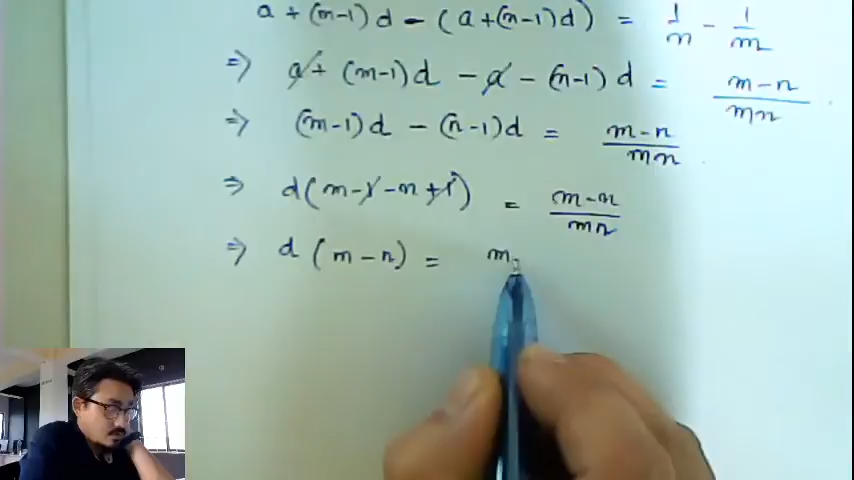 a + (m-1) d - (a+(n-1)d) = 1/n - 1/m
⇒ a + (m-1)d - a - (n-1) d = m-n/mn .
⇒ (m-1)d - (n-1)d = m-n/mn .
⇒ d(m-1-n+1) = m-n/mn
⇒ d (m-n) = m